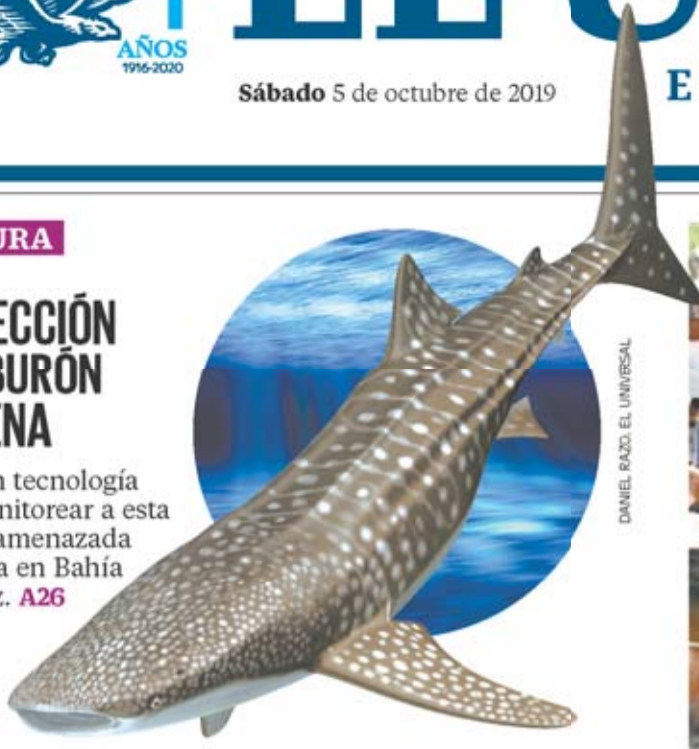 AÑOS
1916-2020
Sábado 5 de octubre de 2019
E
URA
ECCIÓN
BURÓN
ENA
n tecnología
nitorear a esta
amenazada
a en Bahía
z. A26
DANIEL RAZO. EL UNIVERSAL